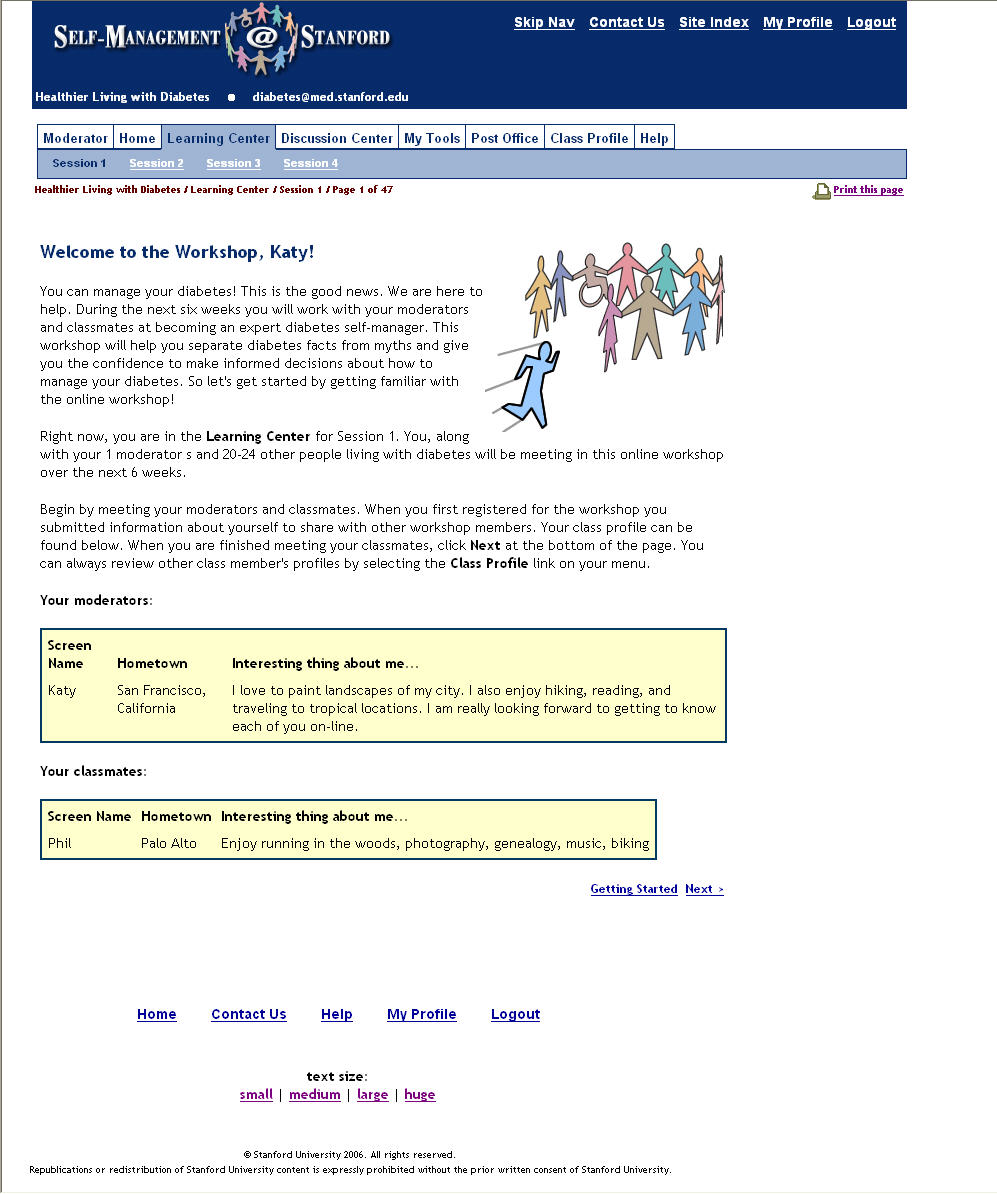 SELF-MANAGEMENT @ STANFORD
Skip Nav Contact Us Site Index My Profile Logout
Healthier Living with Diabetes ● diabetes@med.stanford.edu
Moderator Home Learning Center Discussion Center My Tools Post Office Class Profile Help
Session 1 Session 2 Session 3 Session 4
Healthier Living with Diabetes / Learning Center / Session 1 / Page 1 of 47
Print this page
Welcome to the Workshop, Katy!
You can manage your diabetes! This is the good news. We are here to
help. During the next six weeks you will work with your moderators
and classmates at becoming an expert diabetes self-manager. This
workshop will help you separate diabetes facts from myths and give
you the confidence to make informed decisions about how to
manage your diabetes. So let's get started by getting familiar with
the online workshop!
Right now, you are in the Learning Center for Session 1. You, along
with your 1 moderator s and 20-24 other people living with diabetes will be meeting in this online workshop
over the next 6 weeks.
Begin by meeting your moderators and classmates. When you first registered for the workshop you
submitted information about yourself to share with other workshop members. Your class profile can be
found below. When you are finished meeting your classmates, click Next at the bottom of the page. You
can always review other class member's profiles by selecting the Class Profile link on your menu.
Your moderators:
Screen
Name Hometown Interesting thing about me...
Katy San Francisco, I love to paint landscapes of my city. I also enjoy hiking, reading, and
California traveling to tropical locations. I am really looking forward to getting to know
each of you on-line.
Your classmates:
Screen Name Hometown Interesting thing about me...
Phil Palo Alto Enjoy running in the woods, photography, genealogy, music, biking
Getting Started Next >
Home Contact Us Help My Profile Logout
text size:
small | medium | large | huge
© Stanford University 2006. All rights reserved.
Republications or redistribution of Stanford University content is expressly prohibited without the prior written consent of Stanford University.